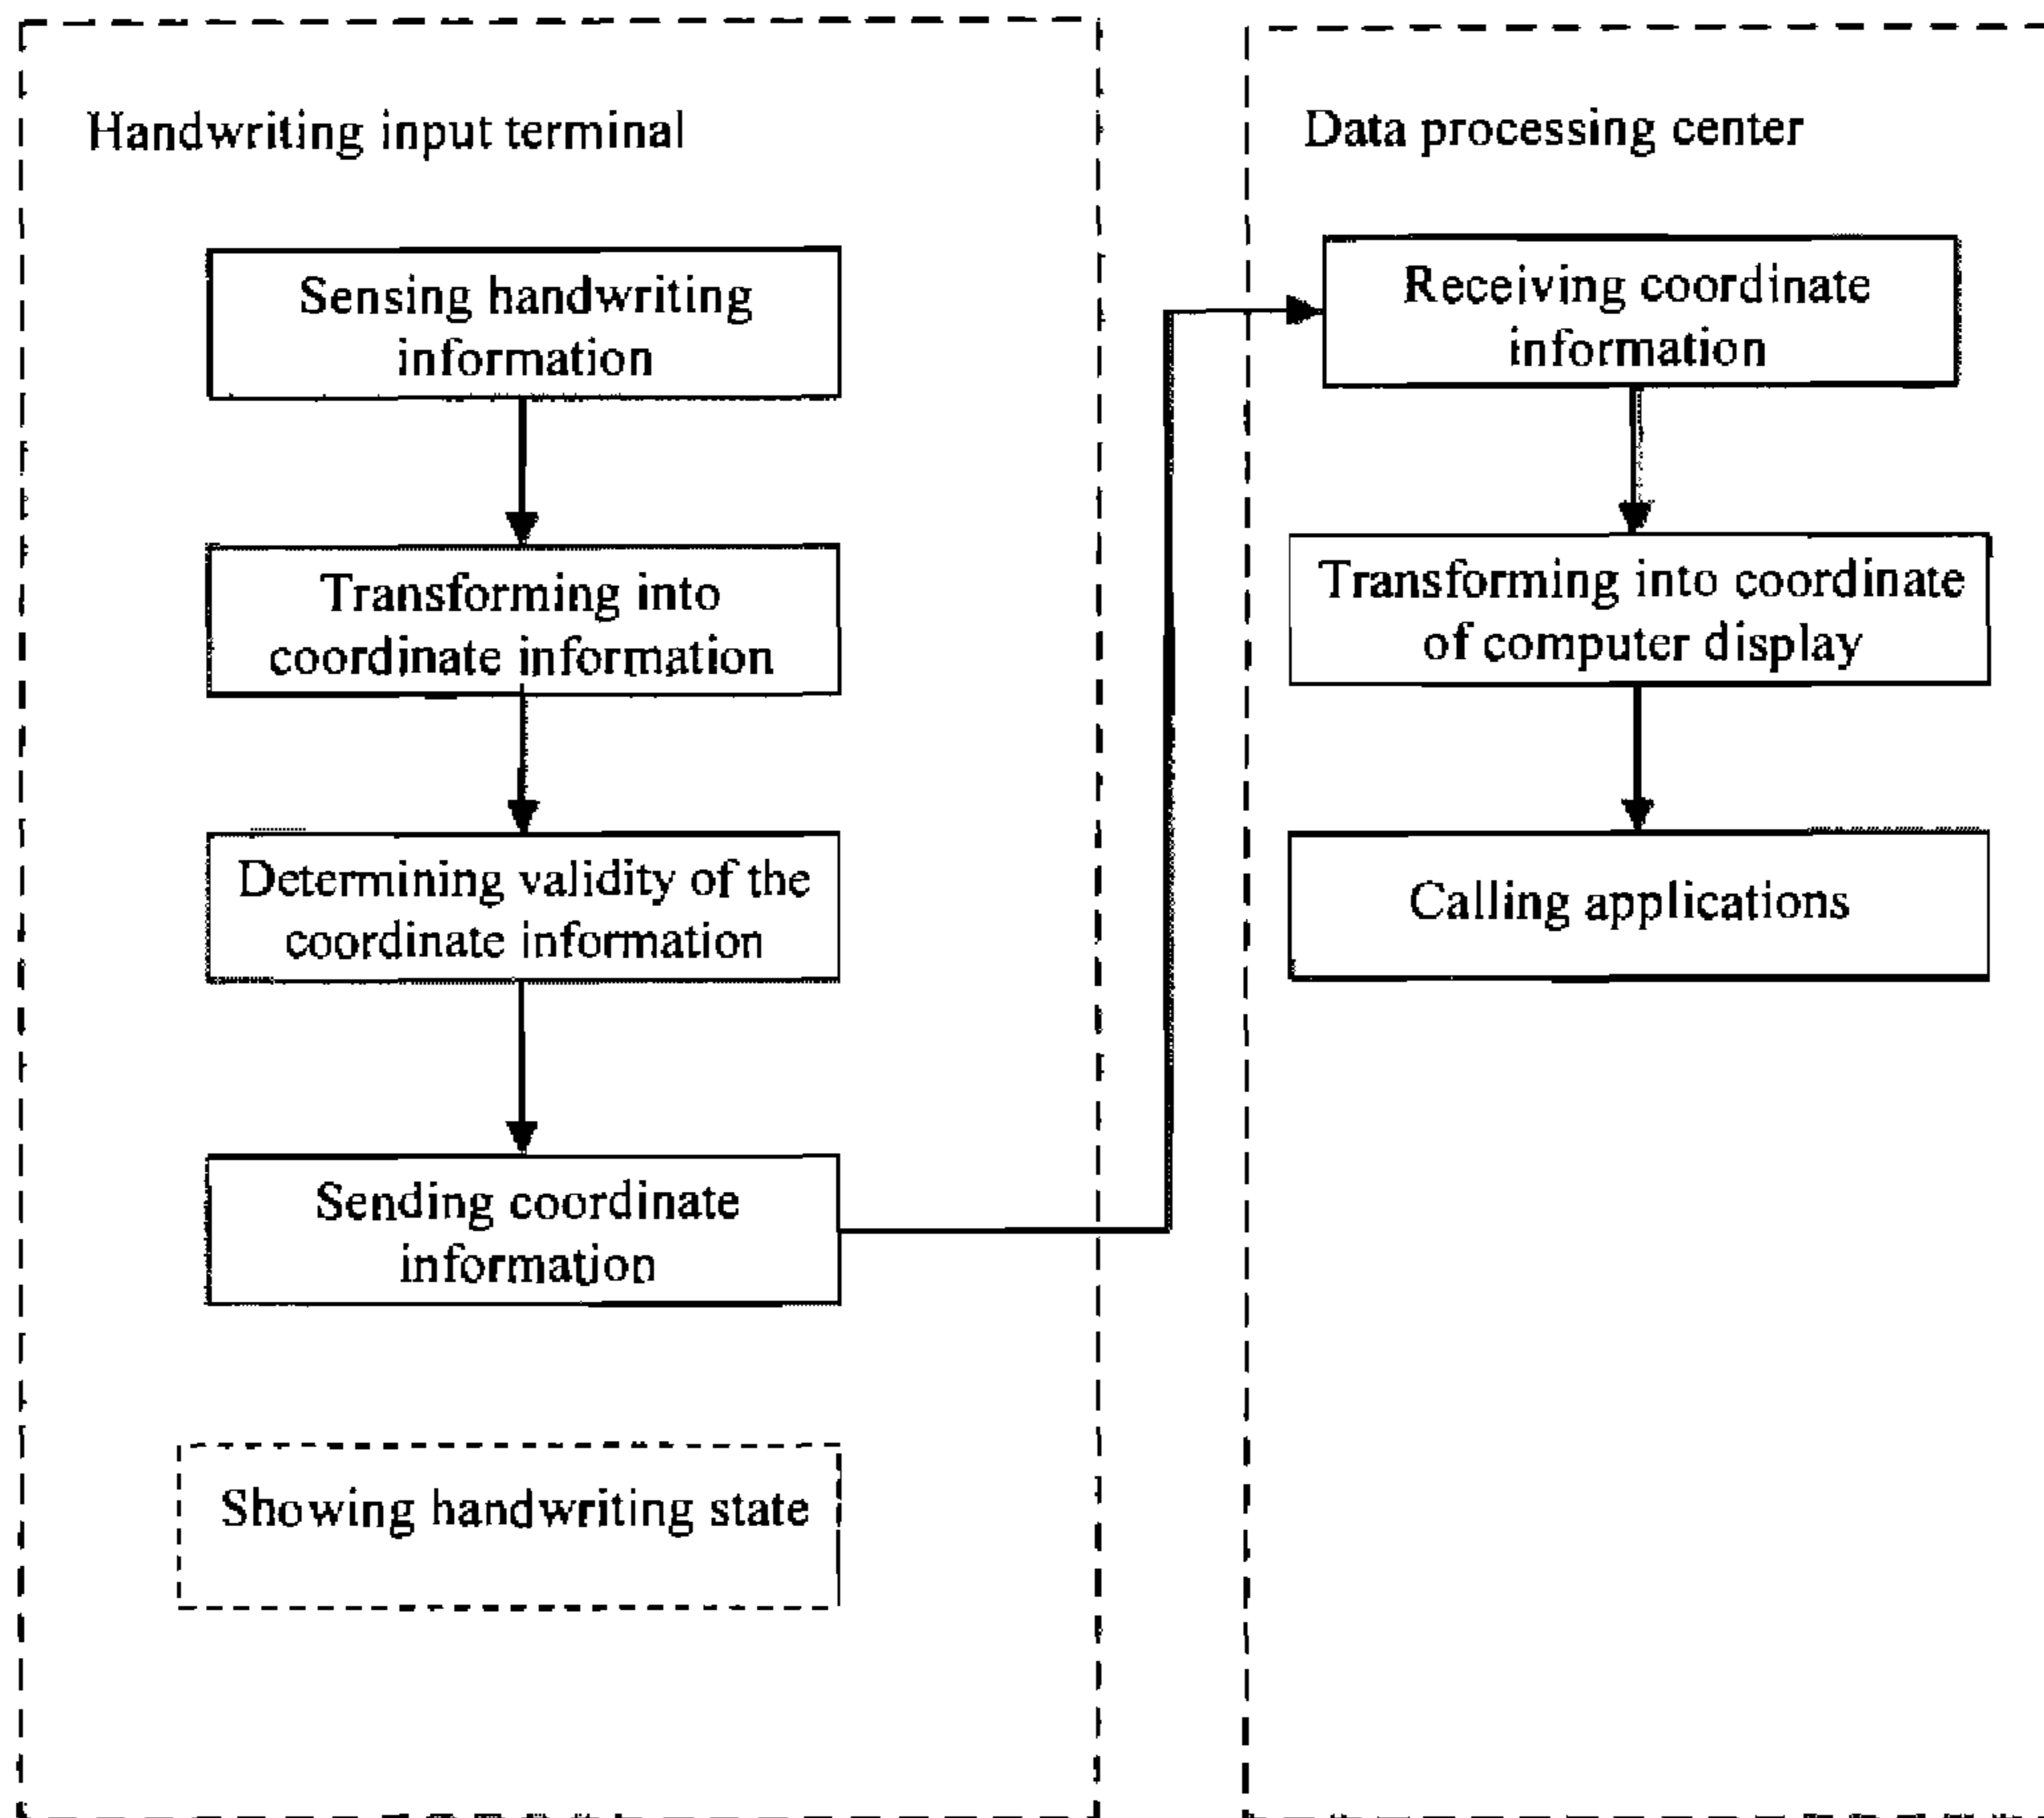 Handwriting input terminal
Sensing handwriting
information
Transforming into
coordinate information
Determining validity of the
coordinate information
Sending coordinate
information
Showing handwriting state
Data processing center
Receiving coordinate
information
Transforming into coordinate
of computer display
Calling applications